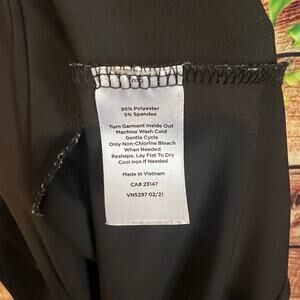 95% Polyester
5% Spandex
Turn Garment Inside Out
Machine Wash Cold
Gentle Cycle
Only Non-Chlorine Bleach
When Needed
Reshape, Lay Flat To Dry
Cool Iron If Needed
Made in Vietnam
CA# 23147
VN5297 02/21